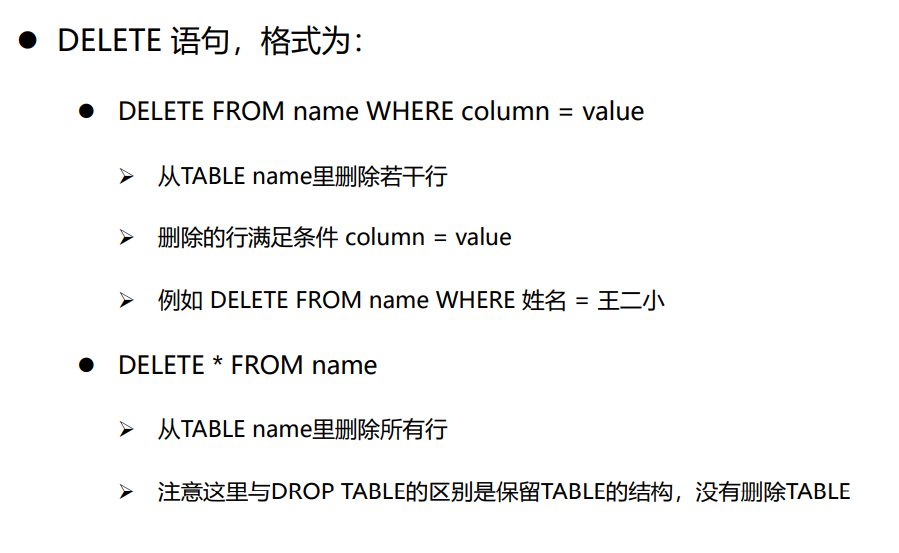 DELETE 语句，格式为：
DELETE FROM name WHERE column = value
从TABLE name里删除若干行
删除的行满足条件 column = value
例如 DELETE FROM name WHERE 姓名 = 王二小
DELETE * FROM name
从TABLE name里删除所有行
注意这里与DROP TABLE的区别是保留TABLE的结构，没有删除TABLE